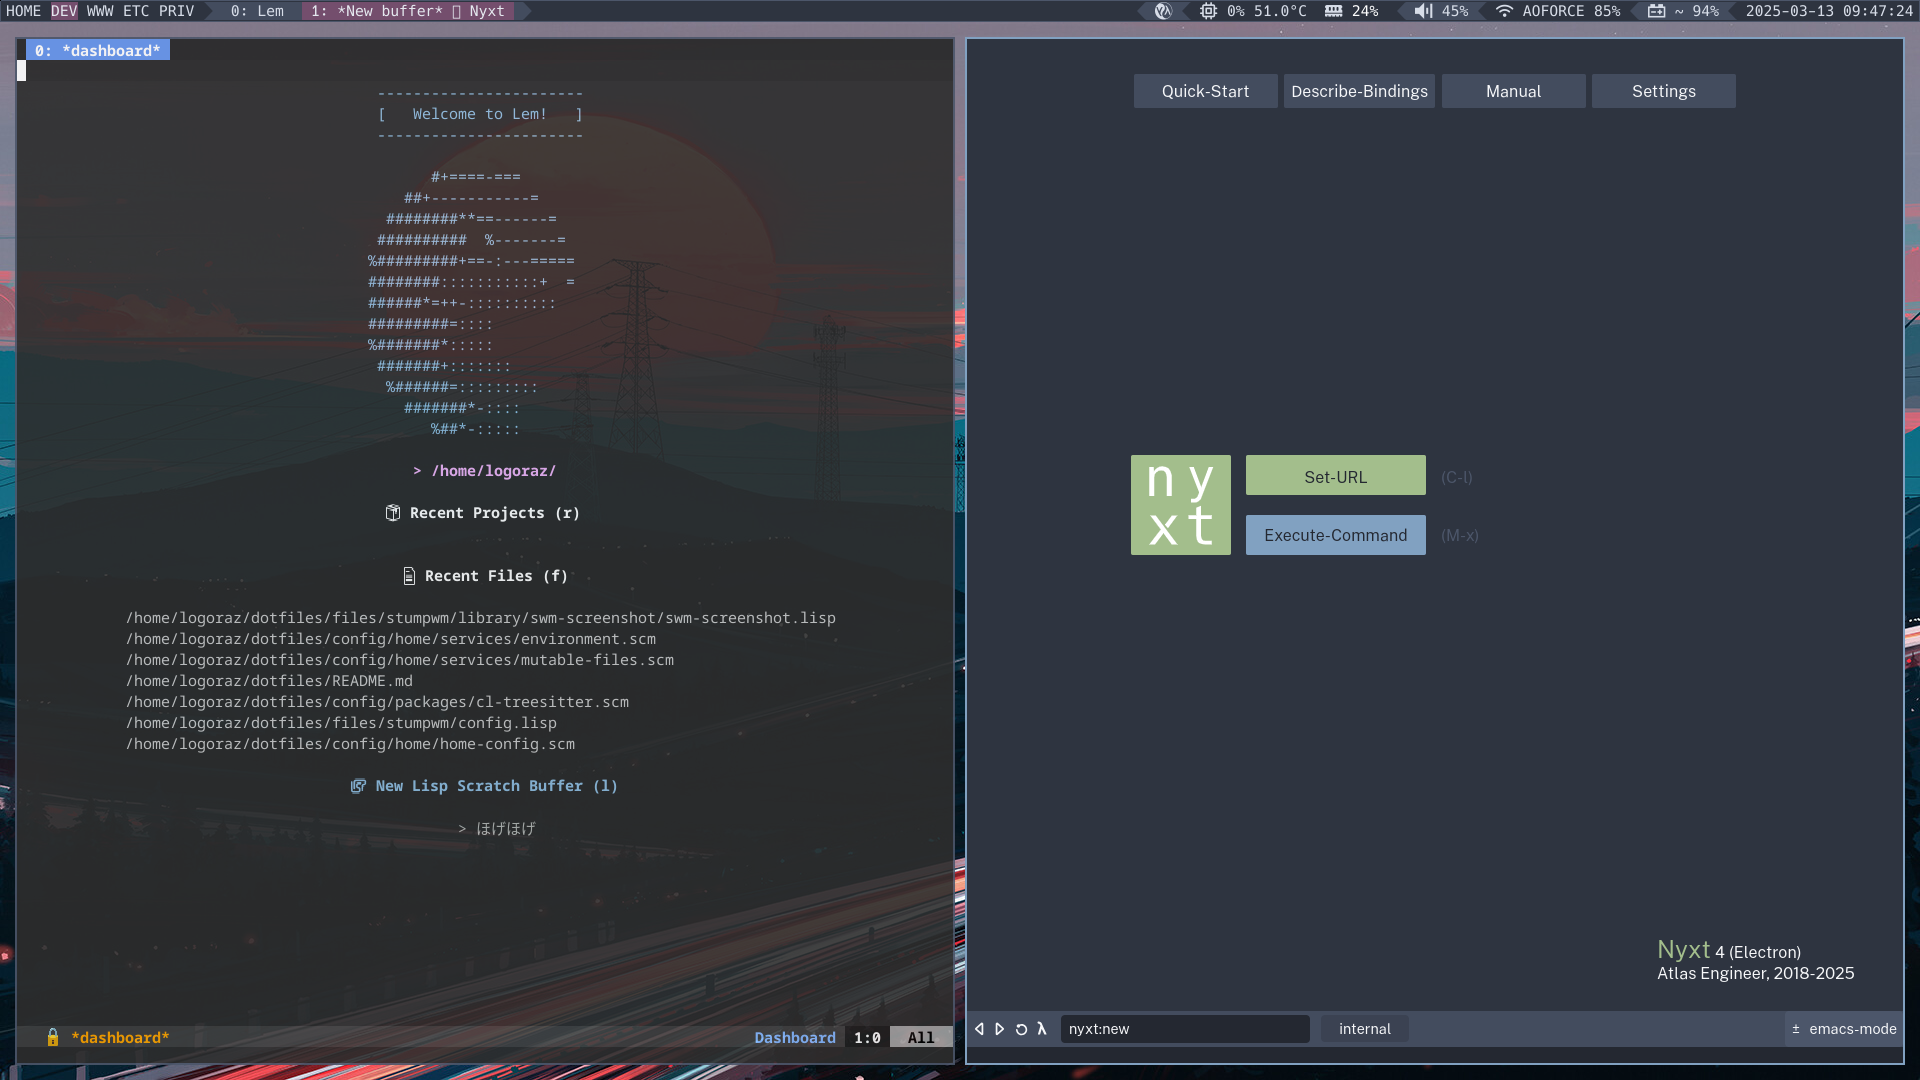 HOME DEV WWW ETC PRIV 0: Lem 1: *New buffer* Nyxt 0% 51.0°C 24% 45% AOFORCE 85% ~ 94% 2025-03-13 09:47:24
0: *dashboard*
------------------------
[   Welcome to Lem!   ]
------------------------
#+====-===
##+-----------=
########**==------=
##########  %-------=
%#########+==-:---=====
########:::::::::::+  =
######*=++-::::::::::
#########=::::
%#######*:::::
#######+:::::::
%######=:::::::::
#######*-::::
%##*-:::::
> /home/logoraz/
Recent Projects (r)
Recent Files (f)
/home/logoraz/dotfiles/files/stumpwm/library/swm-screenshot/swm-screenshot.lisp
/home/logoraz/dotfiles/config/home/services/environment.scm
/home/logoraz/dotfiles/config/home/services/mutable-files.scm
/home/logoraz/dotfiles/README.md
/home/logoraz/dotfiles/config/packages/cl-treesitter.scm
/home/logoraz/dotfiles/files/stumpwm/config.lisp
/home/logoraz/dotfiles/config/home/home-config.scm
New Lisp Scratch Buffer (l)
> ほげほげ
*dashboard* Dashboard 1:0 All
Quick-Start Describe-Bindings Manual Settings
ny
xt
Set-URL (C-l)
Execute-Command (M-x)
Nyxt 4 (Electron)
Atlas Engineer, 2018-2025
λ nyxt:new internal ± emacs-mode